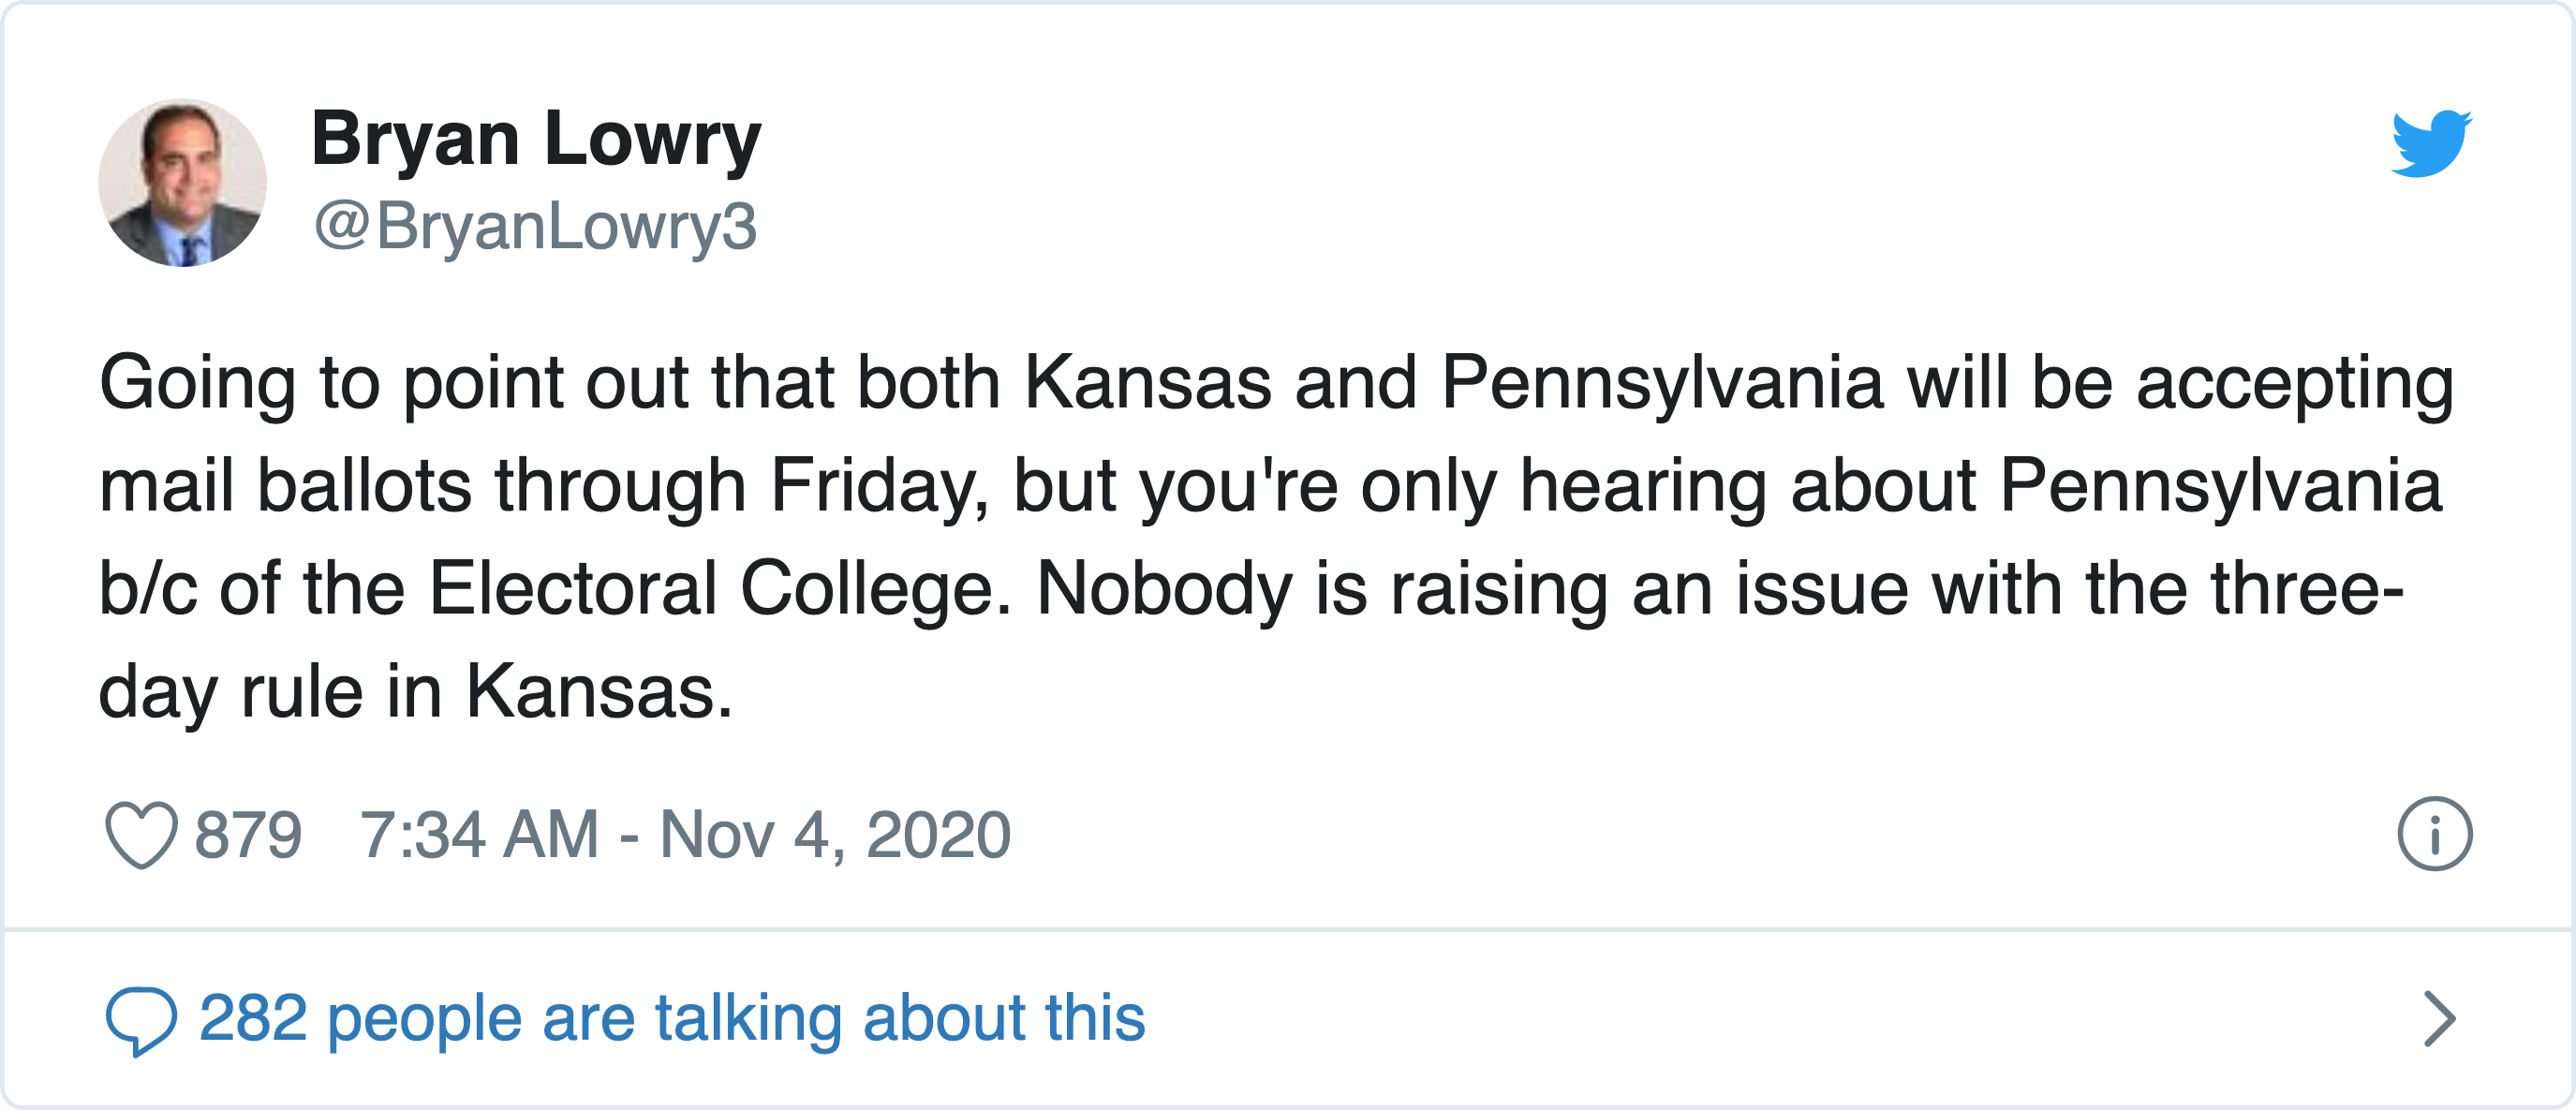 Bryan Lowry
@BryanLowry3
Going to point out that both Kansas and Pennsylvania will be accepting
mail ballots through Friday, but you're only hearing about Pennsylvania
b/c of the Electoral College. Nobody is raising an issue with the three-
day rule in Kansas.
879 7:34 AM - Nov 4, 2020
282 people are talking about this